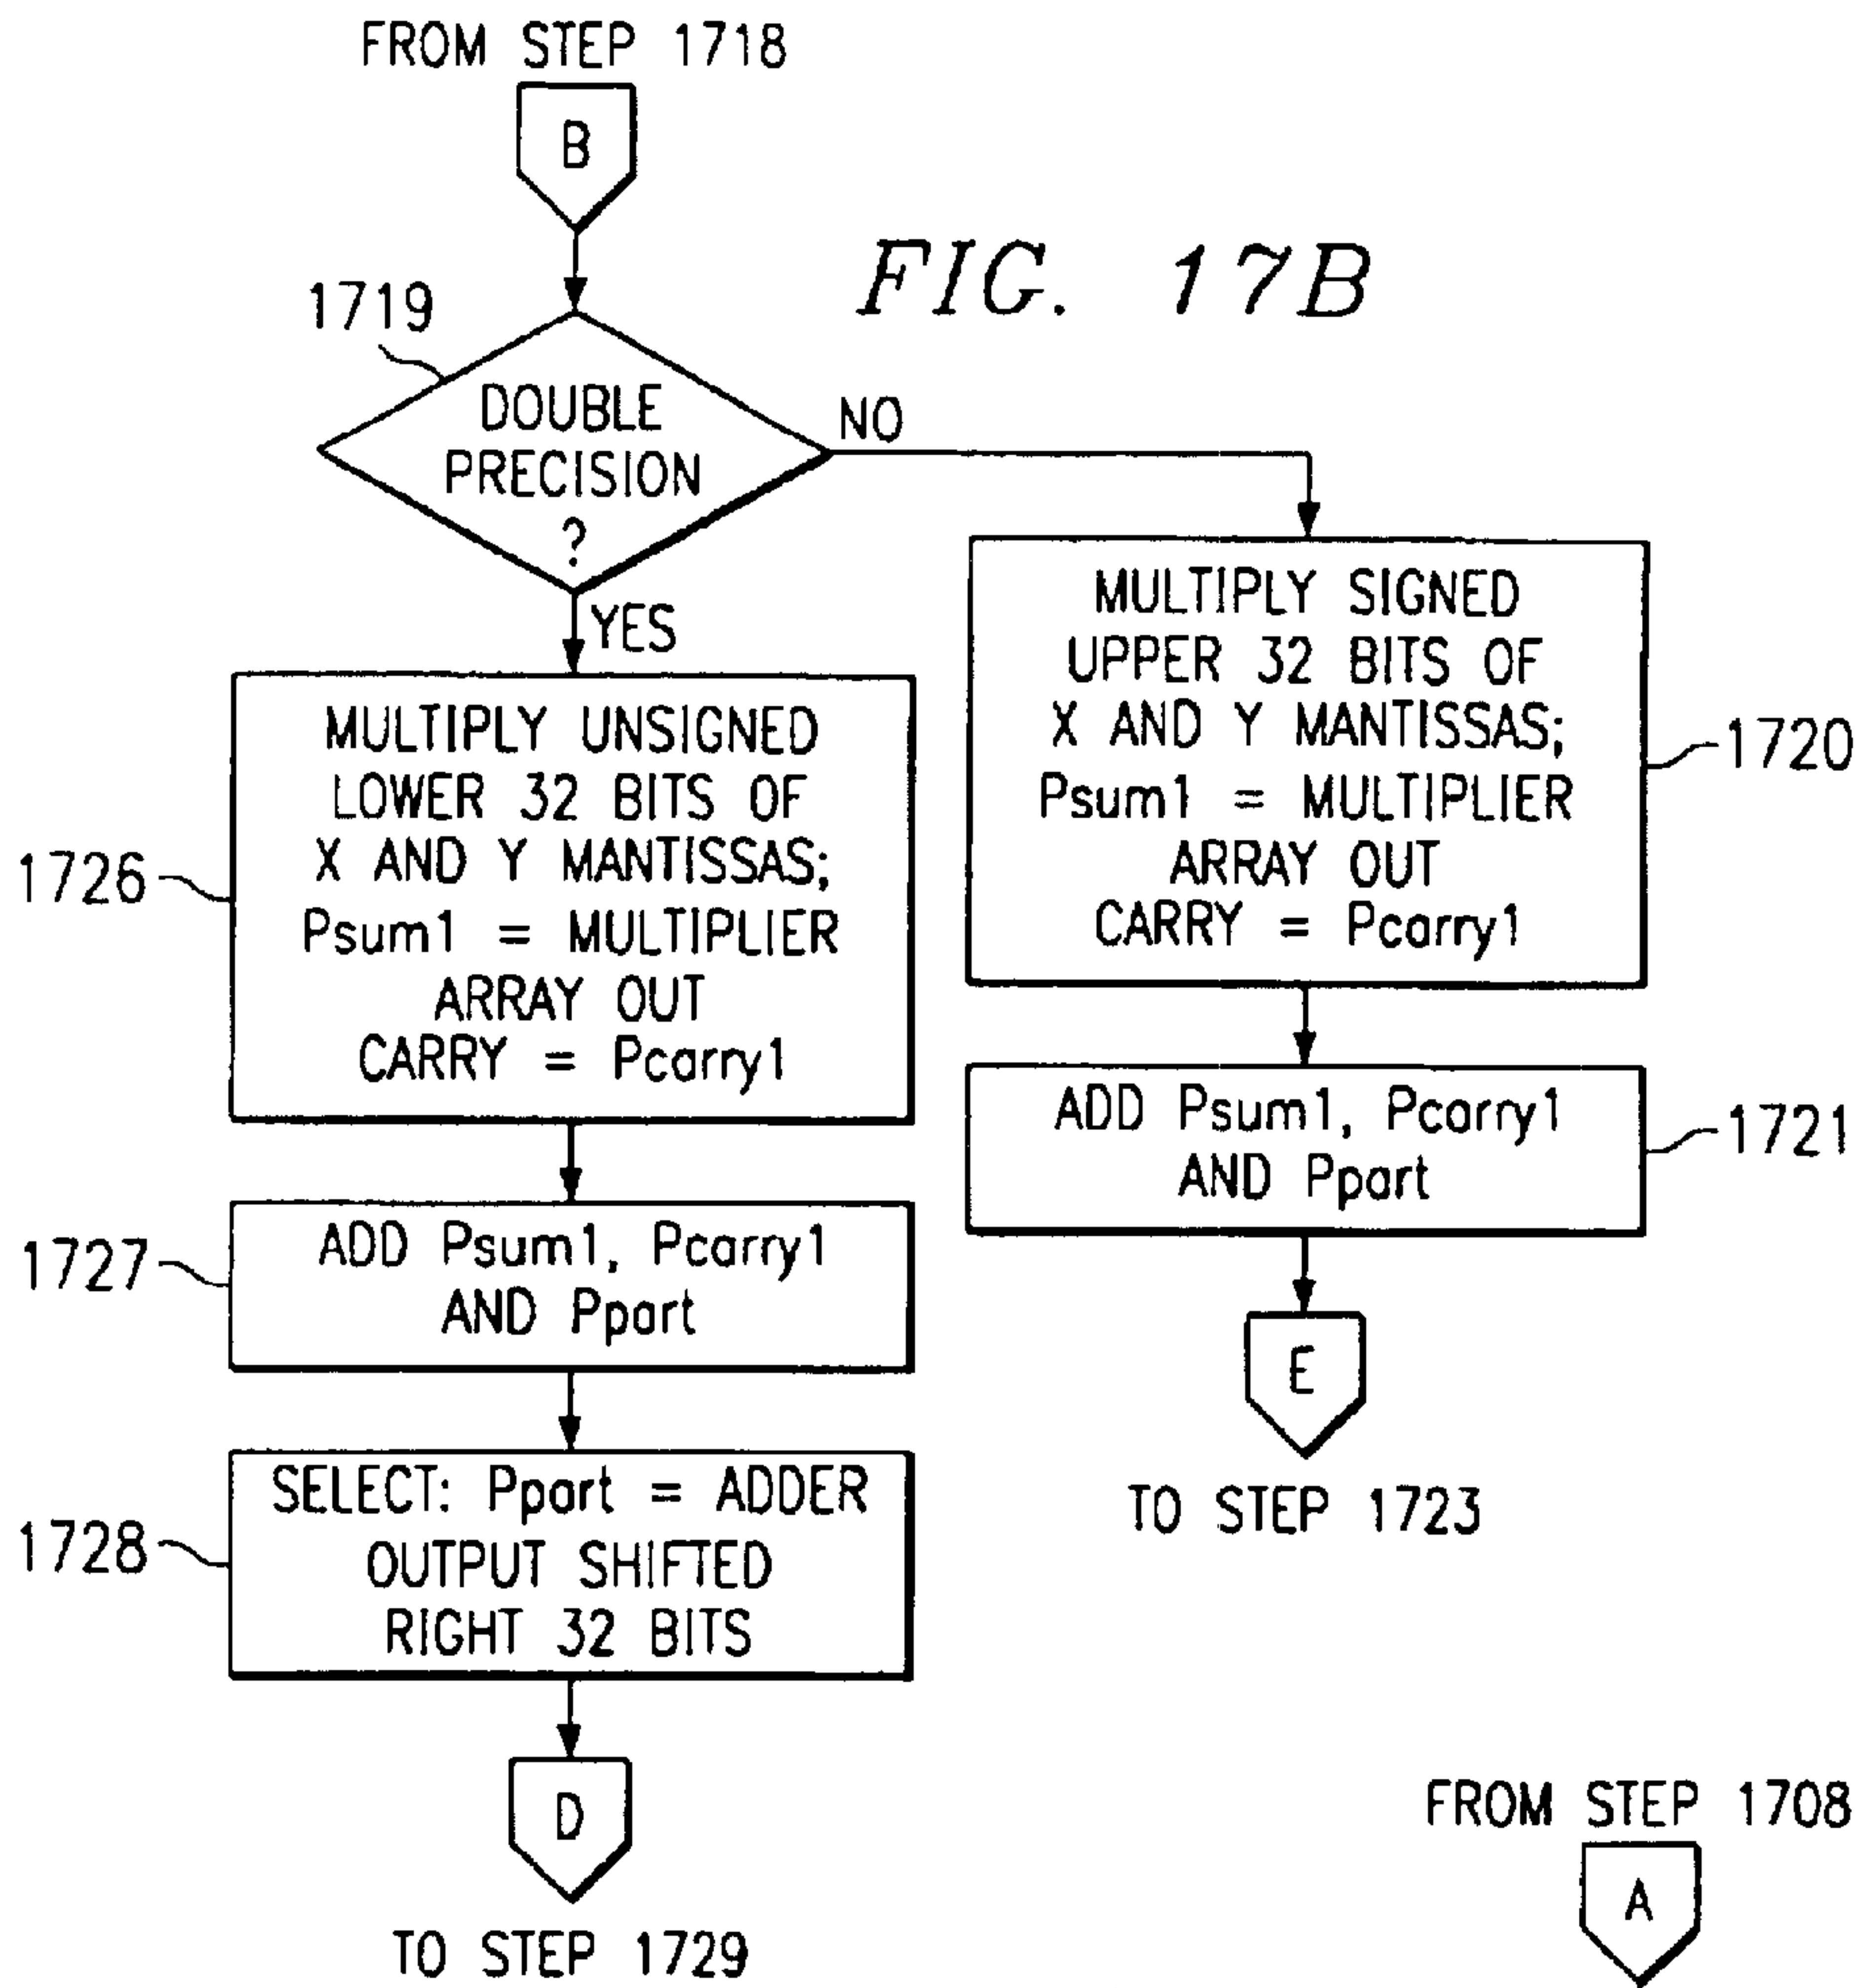 FROM STEP 1718
B
FIG. 17B
1719
DOUBLE
PRECISION
?
NO
YES
MULTIPLY UNSIGNED
LOWER 32 BITS OF
X AND Y MANTISSAS;
Psum1 = MULTIPLIER
ARRAY OUT
CARRY = Pcarry1
1726
MULTIPLY SIGNED
UPPER 32 BITS OF
X AND Y MANTISSAS;
Psum1 = MULTIPLIER
ARRAY OUT
CARRY = Pcarry1
1720
ADD Psum1, Pcarry1
AND Ppart
1721
E
TO STEP 1723
ADD Psum1, Pcarry1
AND Ppart
1727
SELECT: Ppart = ADDER
OUTPUT SHIFTED
RIGHT 32 BITS
1728
D
TO STEP 1729
FROM STEP 1708
A